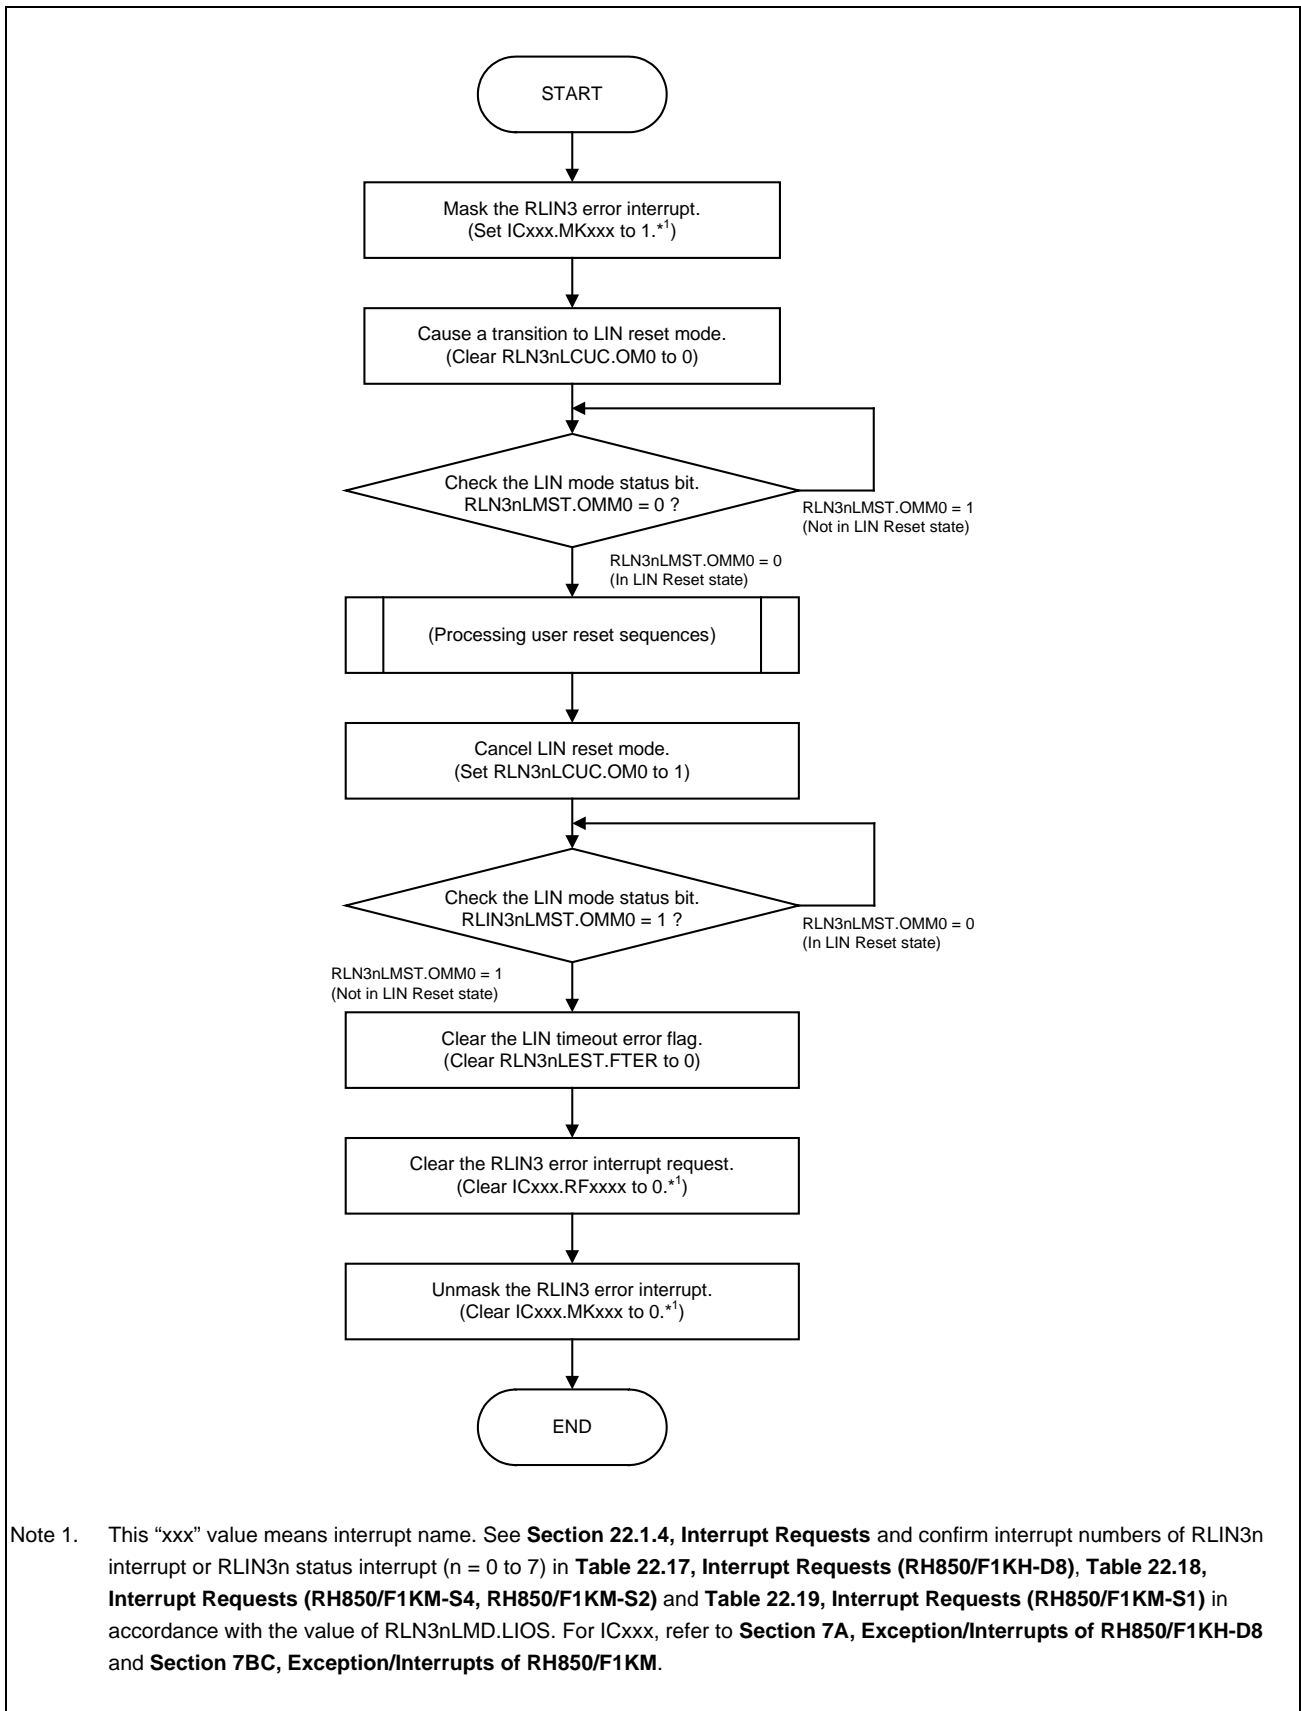 START
Mask the RLIN3 error interrupt.
(Set ICxxx.MKxxx to 1.*1)
Cause a transition to LIN reset mode.
(Clear RLN3nLCUC.OM0 to 0)
Check the LIN mode status bit.
RLN3nLMST.OMM0 = 0 ?
RLN3nLMST.OMM0 = 1
(Not in LIN Reset state)
RLN3nLMST.OMM0 = 0
(In LIN Reset state)
(Processing user reset sequences)
Cancel LIN reset mode.
(Set RLN3nLCUC.OM0 to 1)
Check the LIN mode status bit.
RLIN3nLMST.OMM0 = 1 ?
RLN3nLMST.OMM0 = 0
(In LIN Reset state)
RLN3nLMST.OMM0 = 1
(Not in LIN Reset state)
Clear the LIN timeout error flag.
(Clear RLN3nLEST.FTER to 0)
Clear the RLIN3 error interrupt request.
(Clear ICxxx.RFxxxx to 0.*1)
Unmask the RLIN3 error interrupt.
(Clear ICxxx.MKxxx to 0.*1)
END
Note 1. This “xxx” value means interrupt name. See Section 22.1.4, Interrupt Requests and confirm interrupt numbers of RLIN3n
interrupt or RLIN3n status interrupt (n = 0 to 7) in Table 22.17, Interrupt Requests (RH850/F1KH-D8), Table 22.18,
Interrupt Requests (RH850/F1KM-S4, RH850/F1KM-S2) and Table 22.19, Interrupt Requests (RH850/F1KM-S1) in
accordance with the value of RLN3nLMD.LIOS. For ICxxx, refer to Section 7A, Exception/Interrupts of RH850/F1KH-D8
and Section 7BC, Exception/Interrupts of RH850/F1KM.